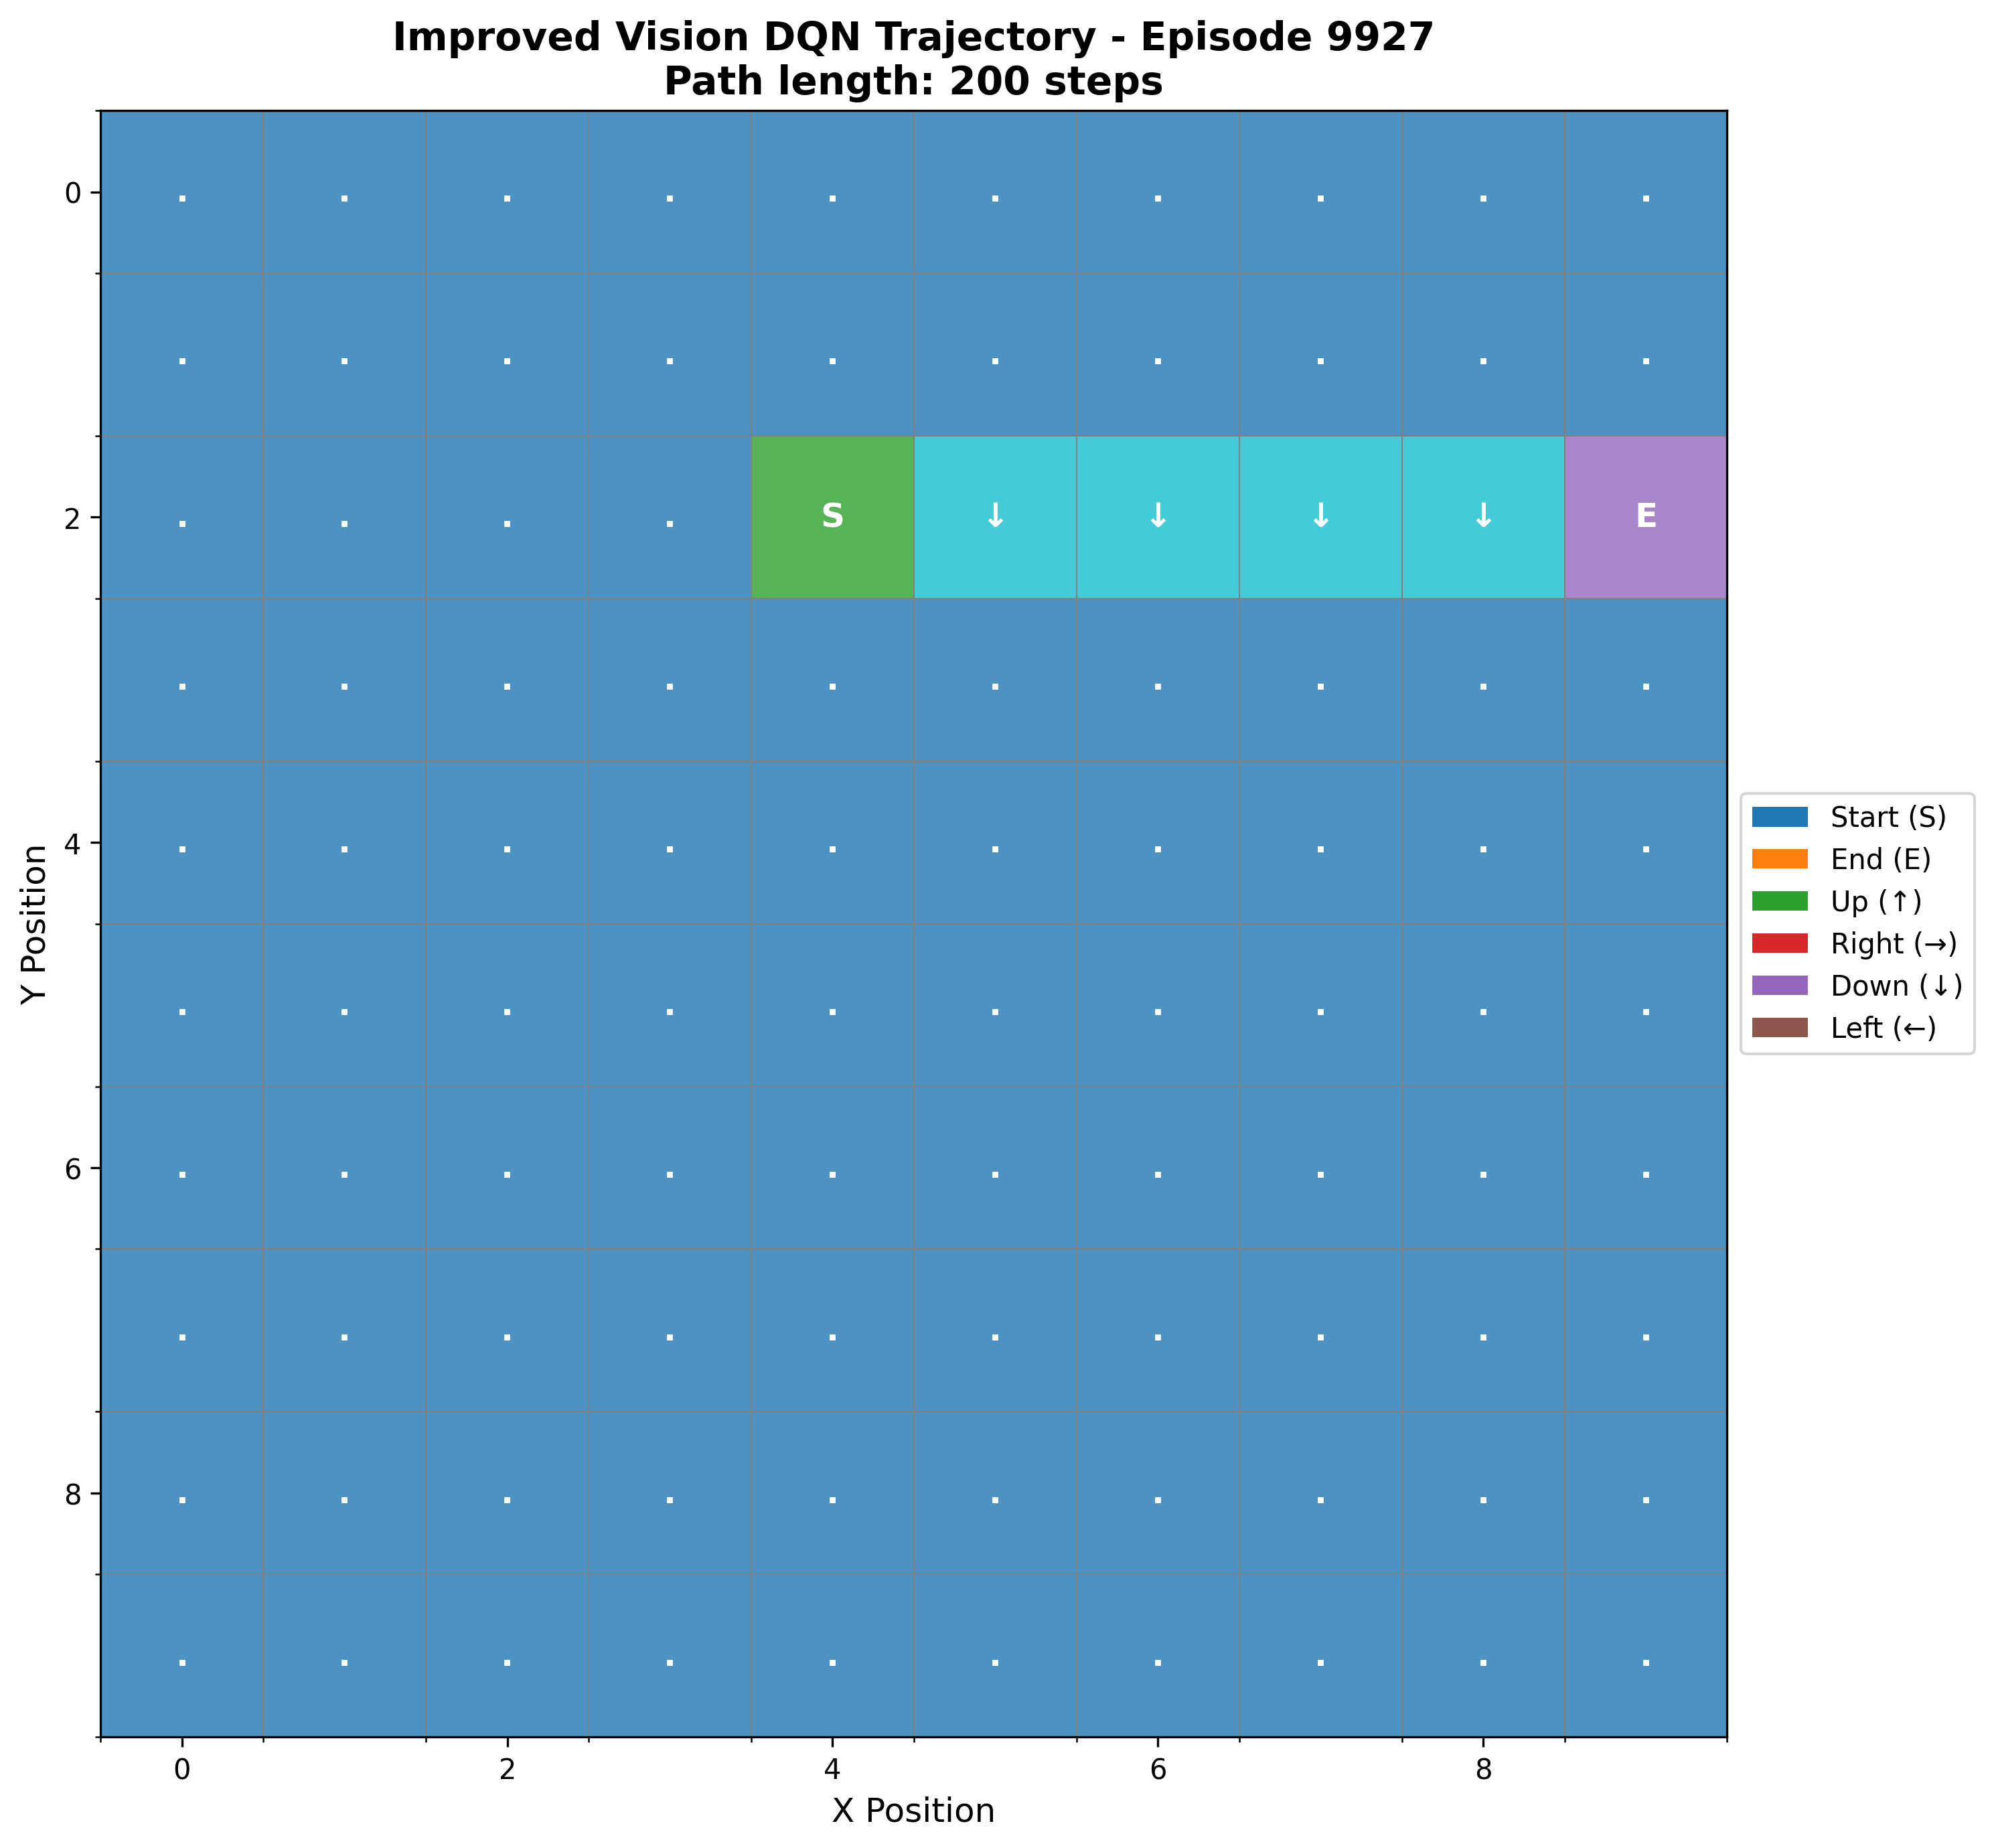 Improved Vision DQN Trajectory - Episode 9927
Path length: 200 steps
0
2
S ↓ ↓ ↓ ↓ E
4
6
8
Y Position
0 2 4 6 8
X Position
Start (S)
End (E)
Up (↑)
Right (→)
Down (↓)
Left (←)